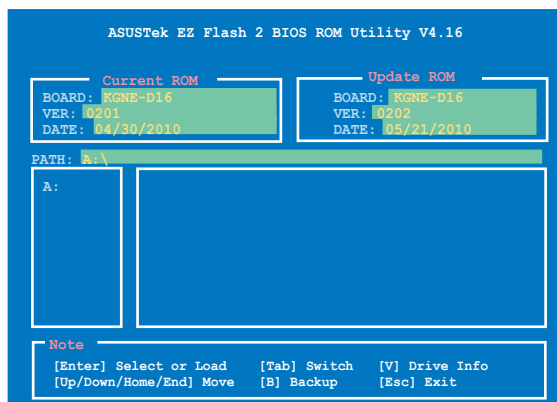 ASUSTek EZ Flash 2 BIOS ROM Utility V4.16
Current ROM
BOARD: KGNE-D16
VER: 0201
DATE: 04/30/2010
Update ROM
BOARD: KGNE-D16
VER: 0202
DATE: 05/21/2010
PATH: A:\
A:
Note
[Enter] Select or Load [Tab] Switch [V] Drive Info
[Up/Down/Home/End] Move [B] Backup [Esc] Exit